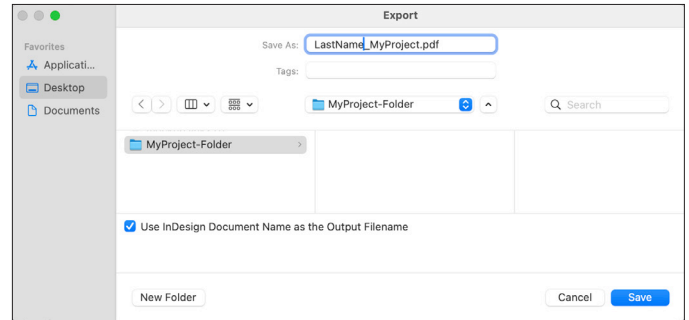 Export
Favorites
Applicati...
Desktop
Documents
Save As: LastName_MyProject.pdf
Tags:
MyProject-Folder
Search
MyProject-Folder
Use InDesign Document Name as the Output Filename
New Folder
Cancel
Save